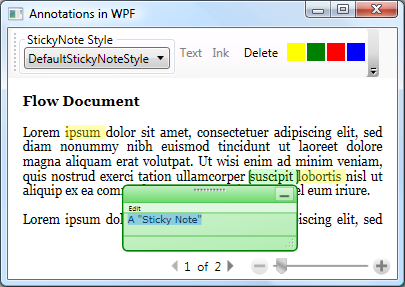 Annotations in WPF
StickyNote Style
DefaultStickyNoteStyle
Text Ink Delete
Flow Document
Lorem ipsum dolor sit amet, consectetuer adipiscing elit, sed
diam nonummy nibh euismod tincidunt ut laoreet dolore
magna aliquam erat volutpat. Ut wisi enim ad minim veniam,
quis nostrud exerci tation ullamcorper suscipit lobortis nisl ut
aliquip ex ea com el eum iriure.
Edit
A "Sticky Note"
Lorem ipsum do iscing elit, sed
1 of 2